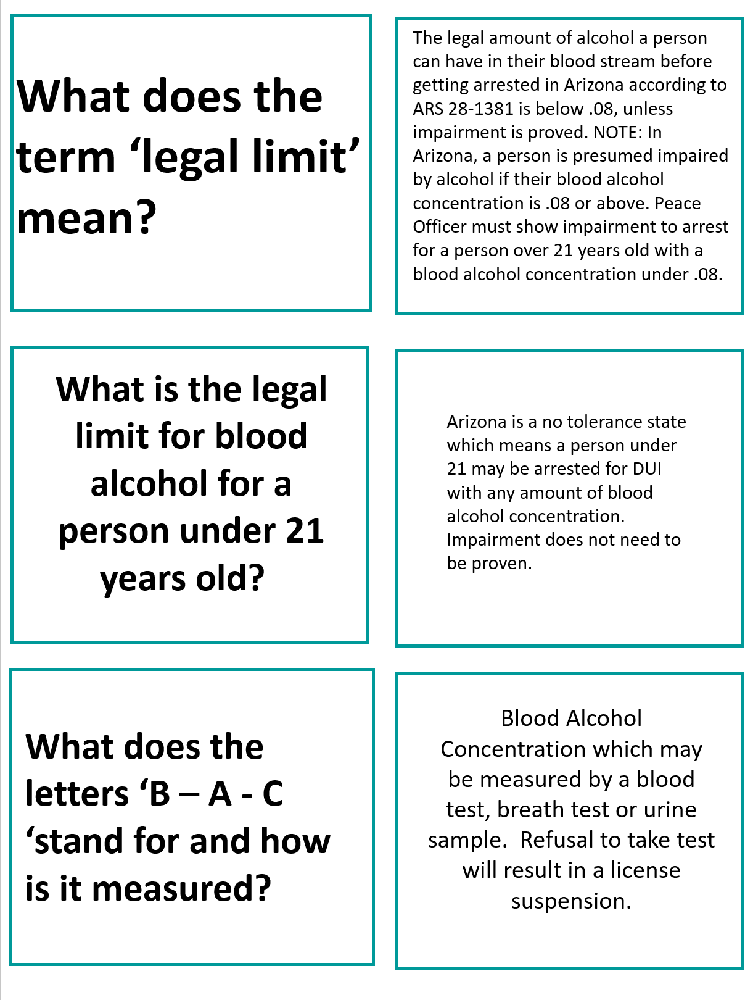 What does the
term ‘legal limit’
mean?
The legal amount of alcohol a person
can have in their blood stream before
getting arrested in Arizona according to
ARS 28-1381 is below .08, unless
impairment is proved. NOTE: In
Arizona, a person is presumed impaired
by alcohol if their blood alcohol
concentration is .08 or above. Peace
Officer must show impairment to arrest
for a person over 21 years old with a
blood alcohol concentration under .08.
What is the legal
limit for blood
alcohol for a
person under 21
years old?
Arizona is a no tolerance state
which means a person under
21 may be arrested for DUI
with any amount of blood
alcohol concentration.
Impairment does not need to
be proven.
What does the
letters ‘B – A - C
‘stand for and how
is it measured?
Blood Alcohol
Concentration which may
be measured by a blood
test, breath test or urine
sample.  Refusal to take test
will result in a license
suspension.